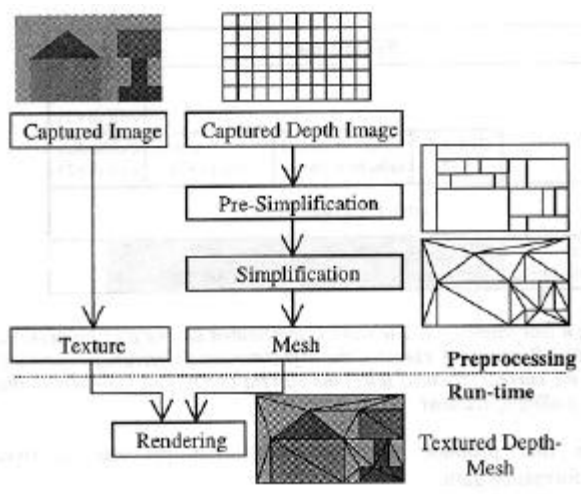 Captured Image
Captured Depth Image
Pre-Simplification
Simplification
Texture
Mesh
Preprocessing
Run-time
Rendering
Textured Depth-
Mesh